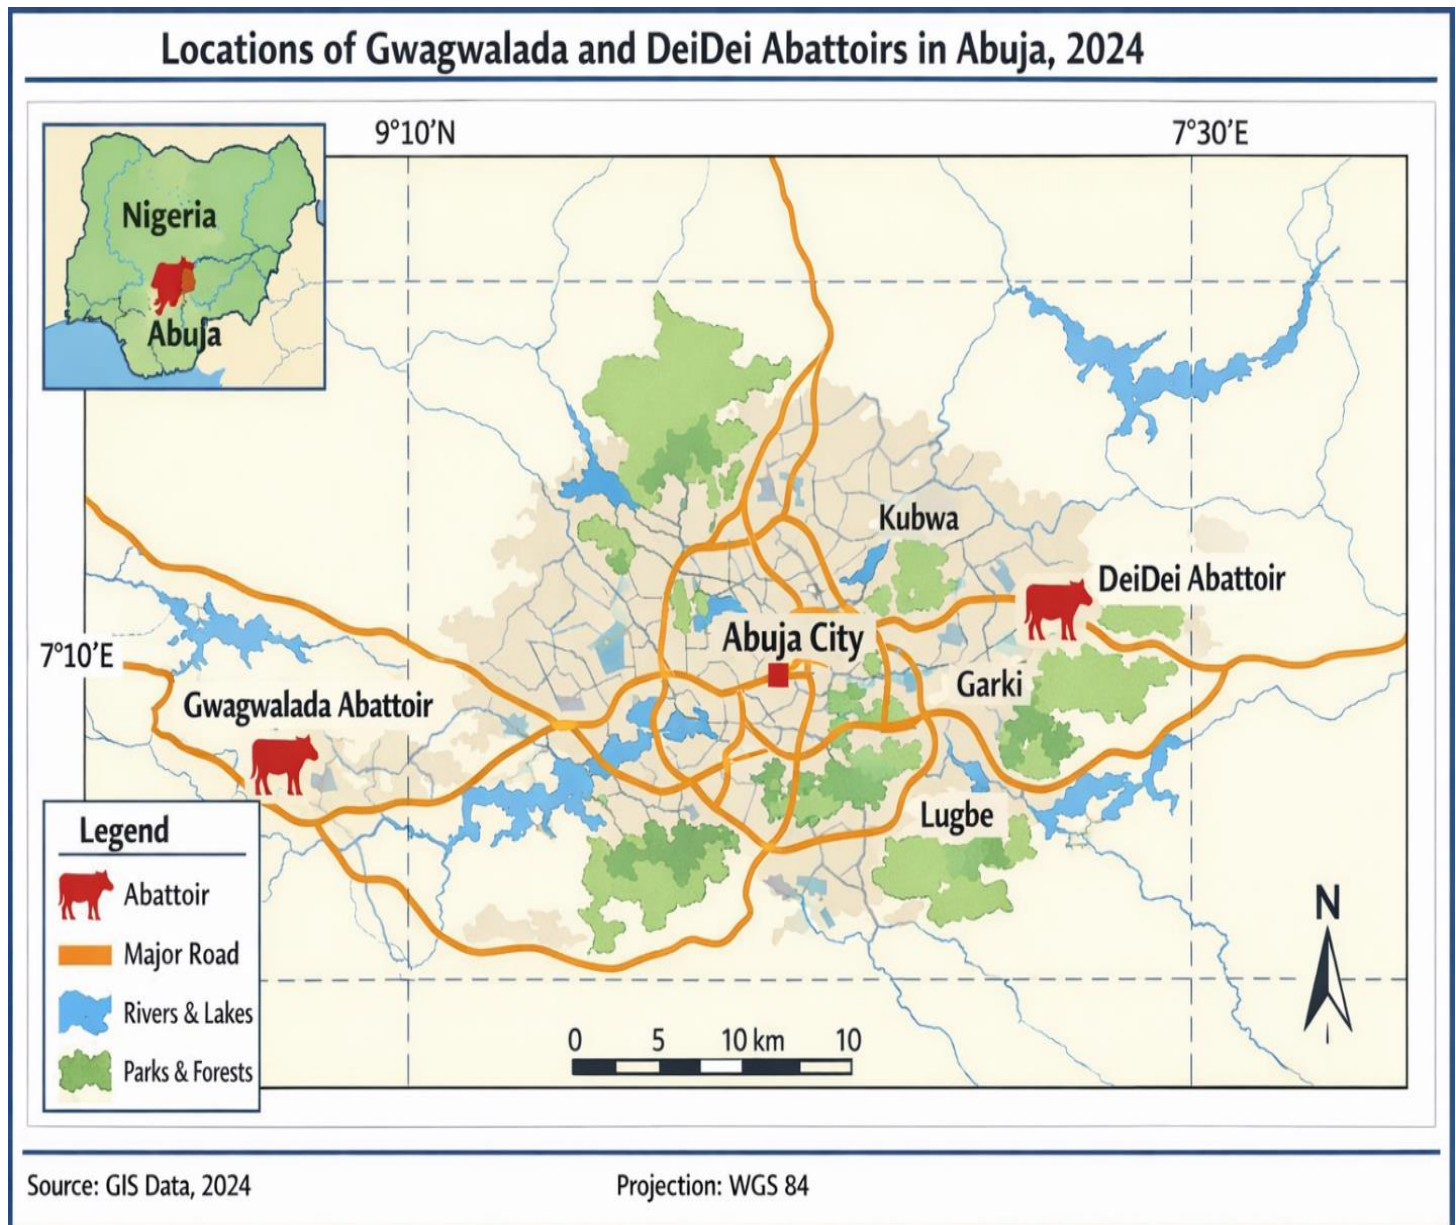 Locations of Gwagwalada and DeiDei Abattoirs in Abuja, 2024
9°10'N
7°30'E
Nigeria
Abuja
Kubwa
DeiDei Abattoir
Abuja City
7°10'E
Garki
Gwagwalada Abattoir
Lugbe
Legend
Abattoir
Major Road
Rivers & Lakes
Parks & Forests
N
0 5 10 km 10
Source: GIS Data, 2024
Projection: WGS 84